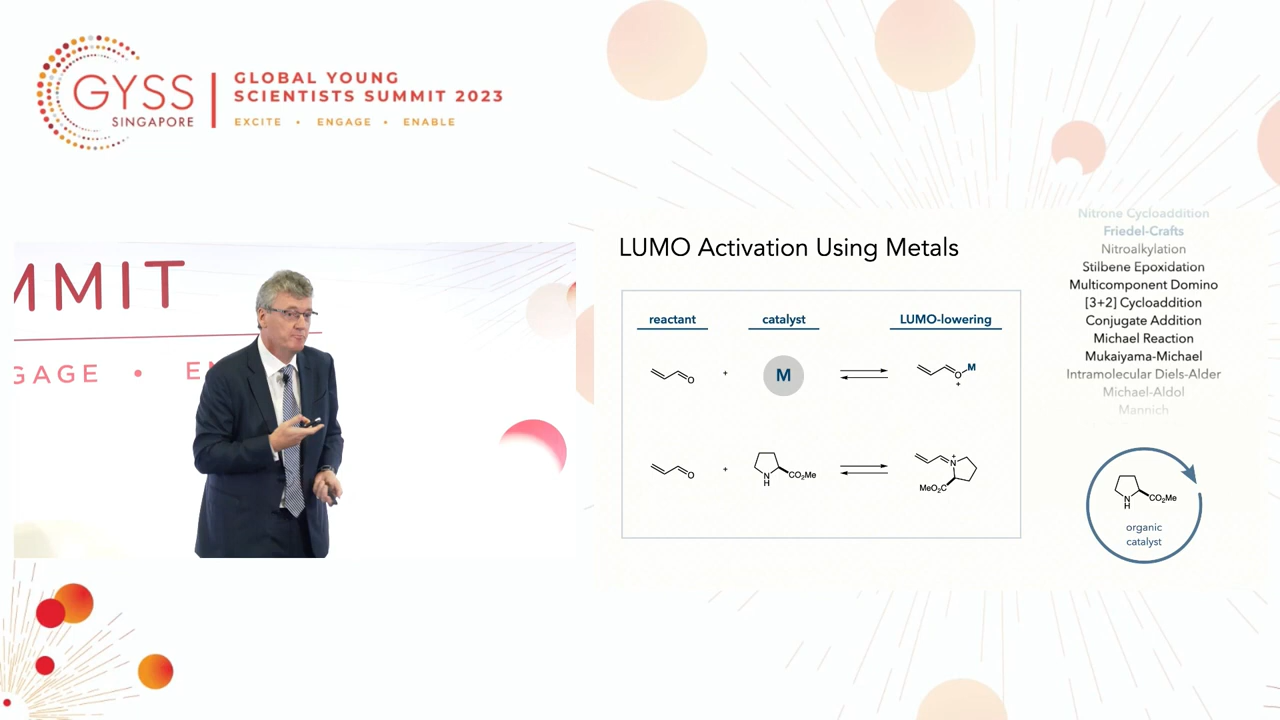 GYSS
SINGAPORE
GLOBAL YOUNG
SCIENTISTS SUMMIT 2023
EXCITE • ENGAGE • ENABLE
MMIT
GAGE • EN
LUMO Activation Using Metals
reactant
catalyst
LUMO-lowering
O
+
M
O
M
+
O
+
N
H
CO2Me
N
+
MeO2C
Nitrone Cycloaddition
Friedel-Crafts
Nitroalkylation
Stilbene Epoxidation
Multicomponent Domino
[3+2] Cycloaddition
Conjugate Addition
Michael Reaction
Mukaiyama-Michael
Intramolecular Diels-Alder
Michael-Aldol
Mannich
N
H
CO2Me
organic
catalyst